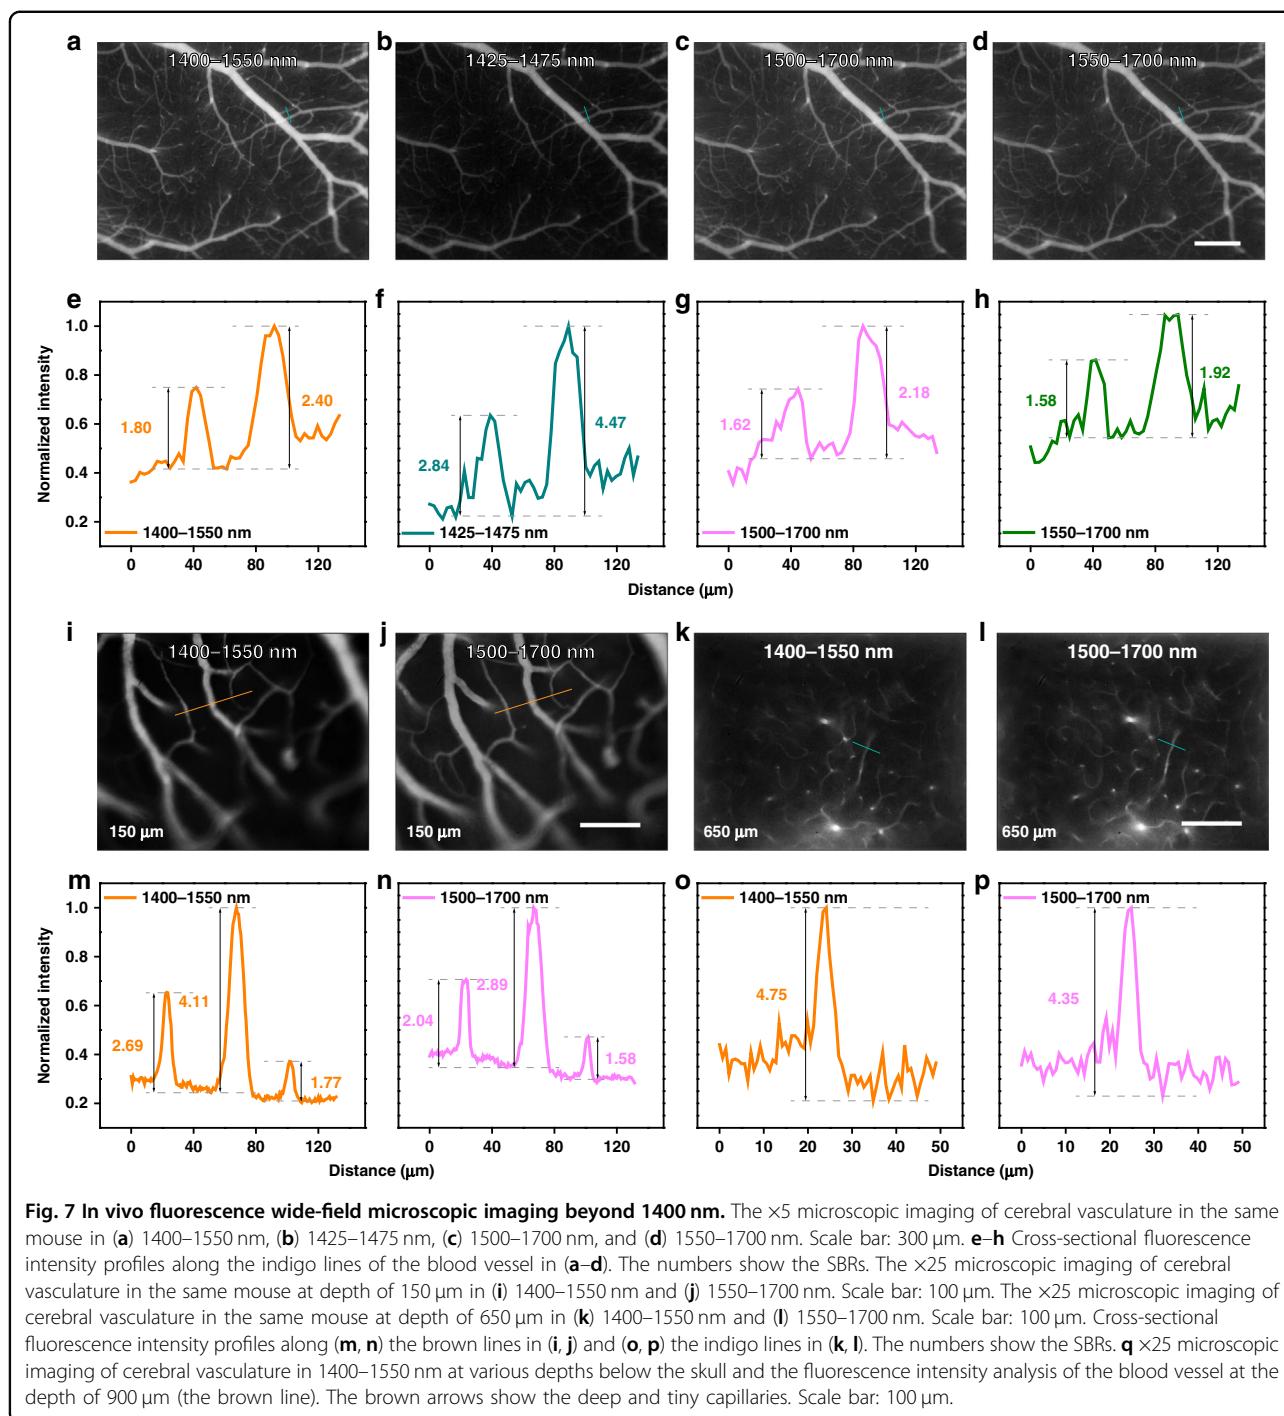 a b c d
1400–1550 nm 1425–1475 nm 1500–1700 nm 1550–1700 nm
e f g h
Normalized intensity
1.0
0.8
0.6
0.4
0.2
1.80 2.40
1400–1550 nm
0 40 80 120
2.84 4.47
1425–1475 nm
0 40 80 120
1.62 2.18
1500–1700 nm
0 40 80 120
1.58 1.92
1550–1700 nm
0 40 80 120
Distance (μm)
i j k l
1400–1550 nm 1500–1700 nm 1400–1550 nm 1500–1700 nm
150 μm 150 μm 650 μm 650 μm
m n o p
Normalized intensity
1.0
0.8
0.6
0.4
0.2
1400–1550 nm
2.69 4.11 1.77
0 40 80 120
1500–1700 nm
2.04 2.89 1.58
0 40 80 120
1400–1550 nm
4.75
0 10 20 30 40 50
1500–1700 nm
4.35
0 10 20 30 40 50
Distance (μm) Distance (μm)
Fig. 7 In vivo fluorescence wide-field microscopic imaging beyond 1400 nm. The ×5 microscopic imaging of cerebral vasculature in the same
mouse in (a) 1400–1550 nm, (b) 1425–1475 nm, (c) 1500–1700 nm, and (d) 1550–1700 nm. Scale bar: 300 μm. e–h Cross-sectional fluorescence
intensity profiles along the indigo lines of the blood vessel in (a–d). The numbers show the SBRs. The ×25 microscopic imaging of cerebral
vasculature in the same mouse at depth of 150 μm in (i) 1400–1550 nm and (j) 1550–1700 nm. Scale bar: 100 μm. The ×25 microscopic imaging of
cerebral vasculature in the same mouse at depth of 650 μm in (k) 1400–1550 nm and (l) 1550–1700 nm. Scale bar: 100 μm. Cross-sectional
fluorescence intensity profiles along (m, n) the brown lines in (i, j) and (o, p) the indigo lines in (k, l). The numbers show the SBRs. q ×25 microscopic
imaging of cerebral vasculature in 1400–1550 nm at various depths below the skull and the fluorescence intensity analysis of the blood vessel at the
depth of 900 μm (the brown line). The brown arrows show the deep and tiny capillaries. Scale bar: 100 μm.